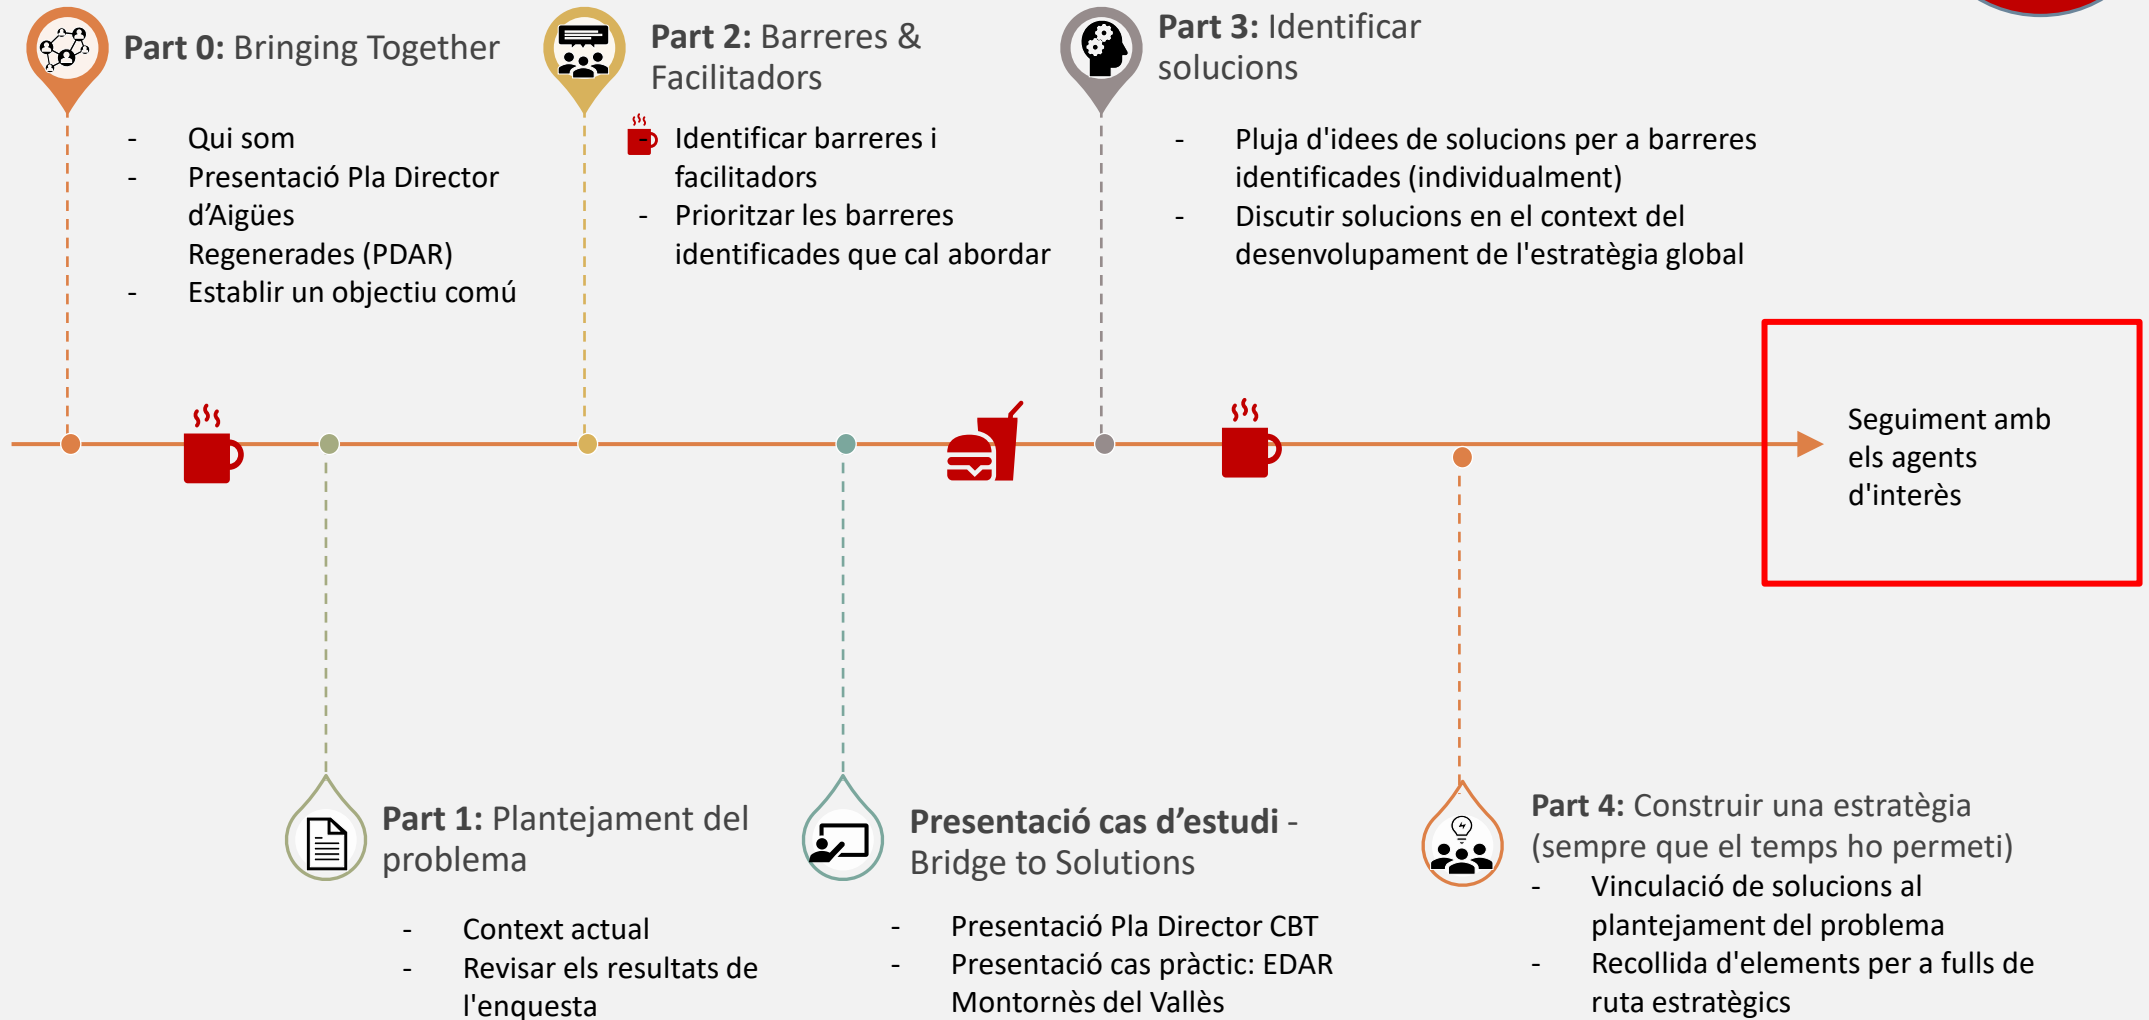 Part 0: Bringing Together
- Qui som
- Presentació Pla Director
d’Aigües
Regenerades (PDAR)
- Establir un objectiu comú
Part 2: Barreres &
Facilitadors
- Identificar barreres i
facilitadors
- Prioritzar les barreres
identificades que cal abordar
Part 3: Identificar
solucions
- Pluja d'idees de solucions per a barreres
identificades (individualment)
- Discutir solucions en el context del
desenvolupament de l'estratègia global
Seguiment amb
els agents
d'interès
Part 1: Plantejament del
problema
- Context actual
- Revisar els resultats de
l'enquesta
Presentació cas d’estudi -
Bridge to Solutions
- Presentació Pla Director CBT
- Presentació cas pràctic: EDAR
Montornès del Vallès
Part 4: Construir una estratègia
(sempre que el temps ho permeti)
- Vinculació de solucions al
plantejament del problema
- Recollida d'elements per a fulls de
ruta estratègics